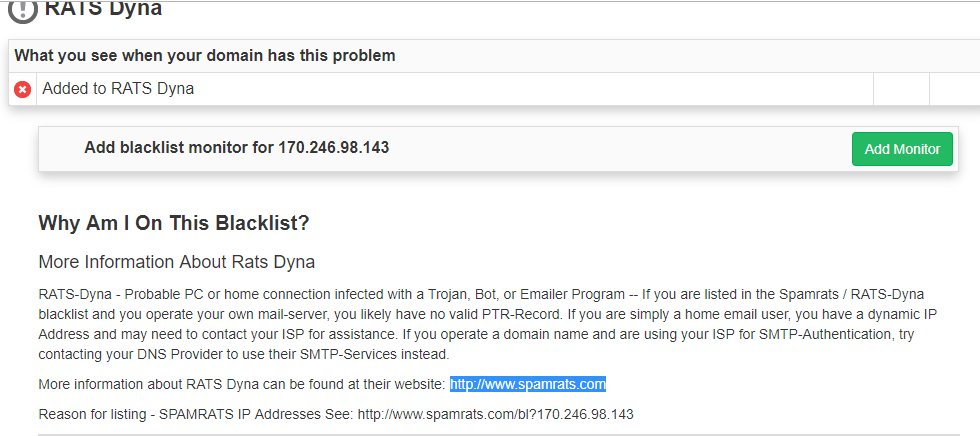 RATS Dyna
What you see when your domain has this problem
Added to RATS Dyna
Add blacklist monitor for 170.246.98.143
Add Monitor
Why Am I On This Blacklist?
More Information About Rats Dyna
RATS-Dyna - Probable PC or home connection infected with a Trojan, Bot, or Emailer Program -- If you are listed in the Spamrats / RATS-Dyna
blacklist and you operate your own mail-server, you likely have no valid PTR-Record. If you are simply a home email user, you have a dynamic IP
Address and may need to contact your ISP for assistance. If you operate a domain name and are using your ISP for SMTP-Authentication, try
contacting your DNS Provider to use their SMTP-Services instead.
More information about RATS Dyna can be found at their website: http://www.spamrats.com
Reason for listing - SPAMRATS IP Addresses See: http://www.spamrats.com/bl?170.246.98.143